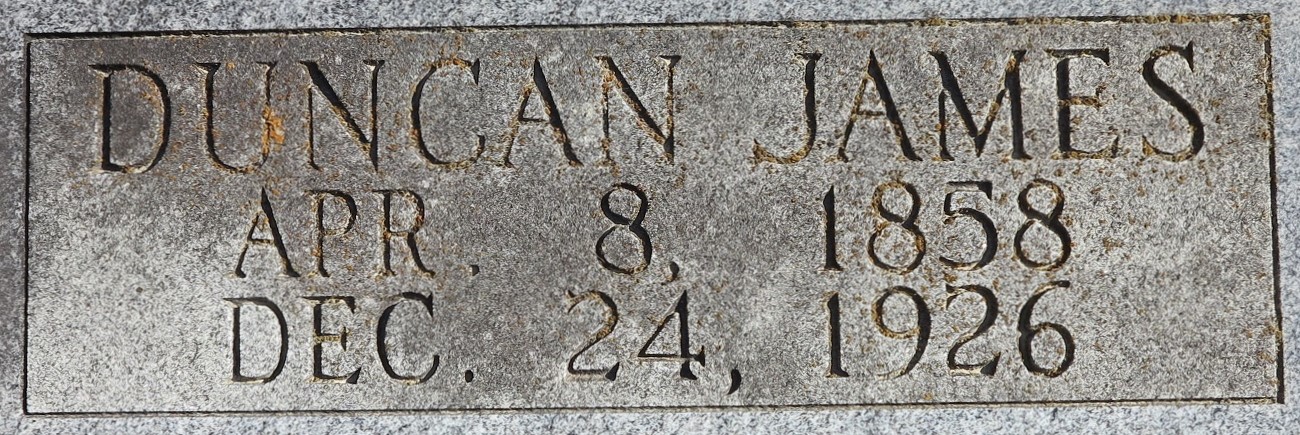 DUNCAN JAMES
APR. 8, 1858
DEC. 24, 1926